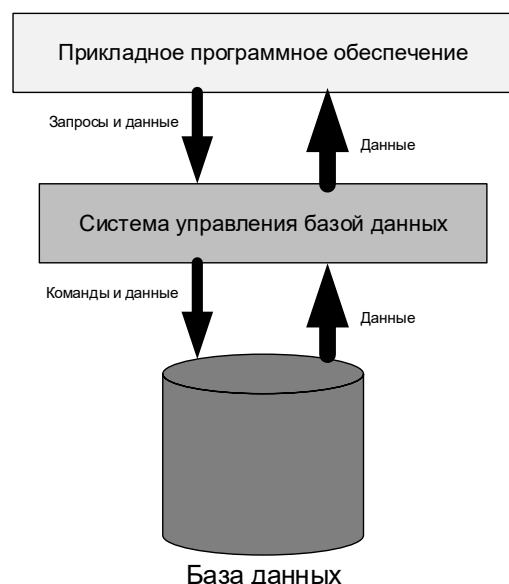 Прикладное программное обеспечение
Запросы и данные
Данные
Система управления базой данных
Команды и данные
Данные
База данных